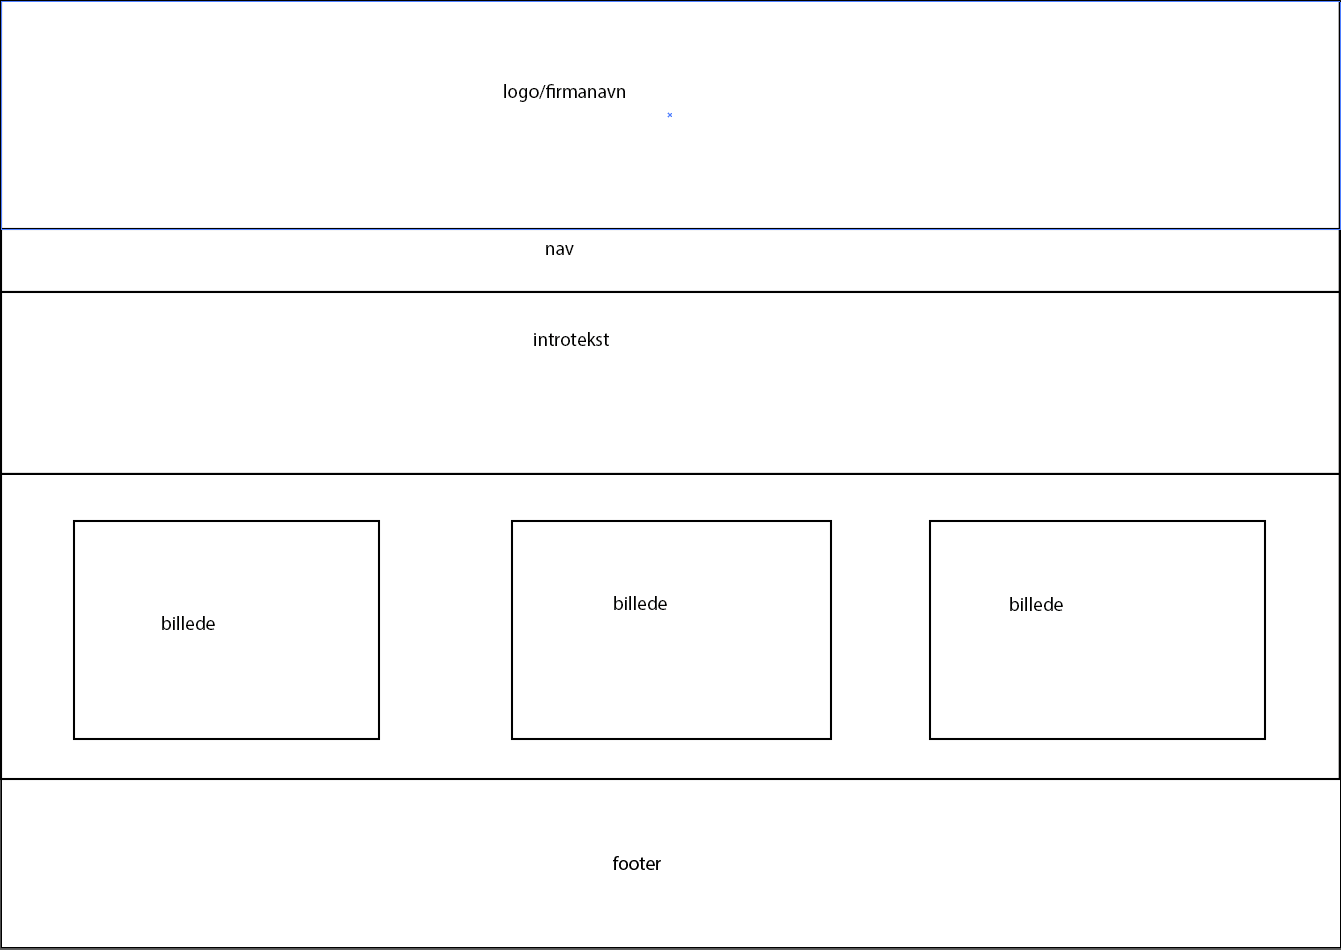 logo/firmanavn
nav
introtekst
billede
billede
billede
footer